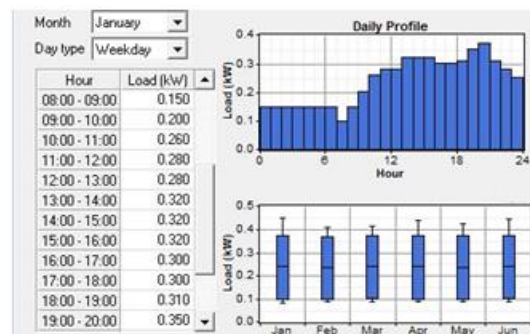 Month January
Day type Weekday
Hour Load (kW)
08:00 - 09:00 0.150
09:00 - 10:00 0.200
10:00 - 11:00 0.260
11:00 - 12:00 0.280
12:00 - 13:00 0.280
13:00 - 14:00 0.320
14:00 - 15:00 0.320
15:00 - 16:00 0.320
16:00 - 17:00 0.300
17:00 - 18:00 0.300
18:00 - 19:00 0.310
19:00 - 20:00 0.350
Daily Profile
Load (kW)
0.4
0.3
0.2
0.1
0.0
0 6 12 18 24
Hour
Load (kW)
0.5
0.4
0.3
0.2
0.1
0.0
Jan Feb Mar Apr May Jun